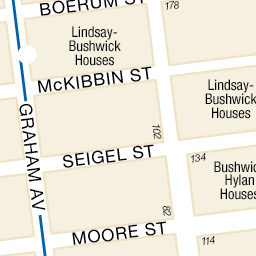 BOERUM ST
178
Lindsay-
Bushwick
Houses
McKIBBIN ST
Lindsay-
Bushwick
Houses
GRAHAM AV
102
SEIGEL ST
134
Bushwick
Hylan
Houses
82
MOORE ST
114